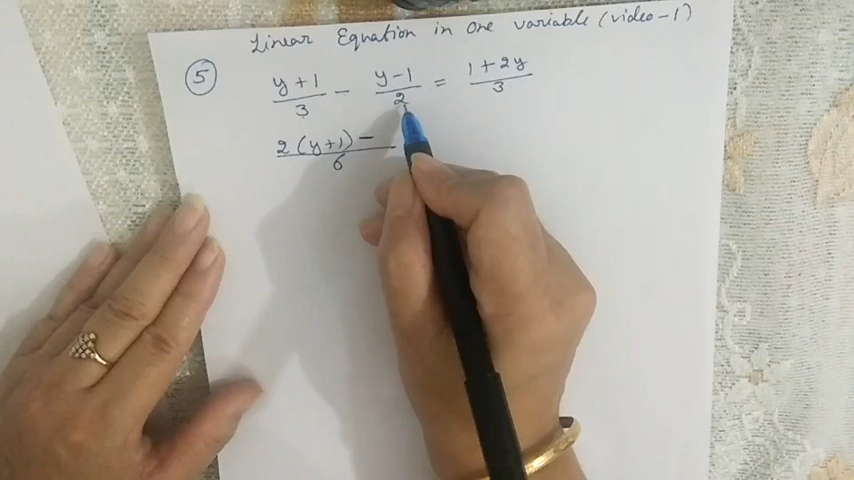 Linear Equation in One variable (video-1)
5 y+1/3 - y-1/2 = 1+2y/3
2(y+1) - /6